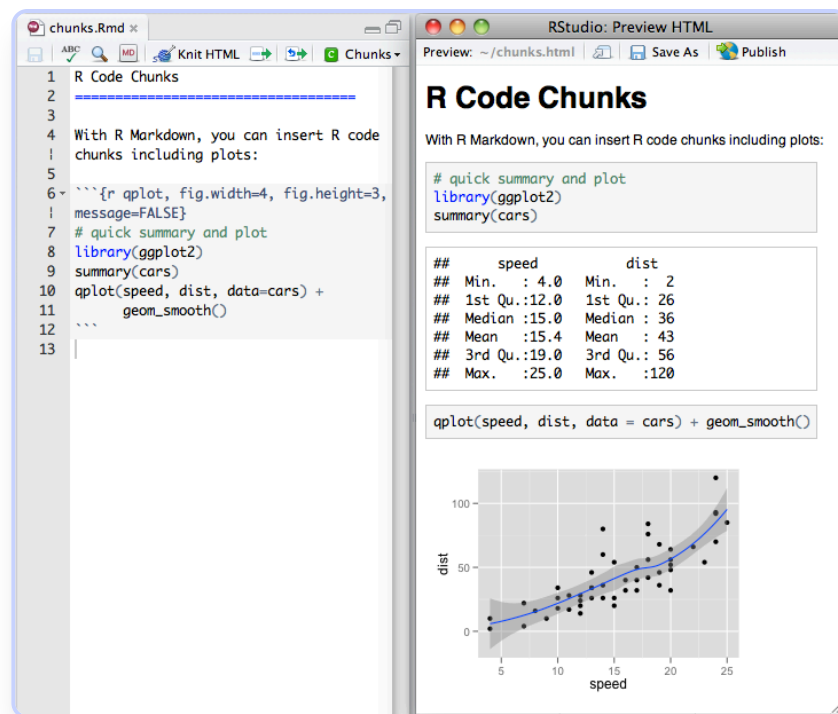 chunks.Rmd ×
ABC MD Knit HTML C Chunks
1 R Code Chunks
2 ===================================
3
4 With R Markdown, you can insert R code
chunks including plots:
5
6 ```{r qplot, fig.width=4, fig.height=3,
message=FALSE}
7 # quick summary and plot
8 library(ggplot2)
9 summary(cars)
10 qplot(speed, dist, data=cars) +
11       geom_smooth()
12 ```
13
RStudio: Preview HTML
Preview: ~/chunks.html Save As Publish
R Code Chunks
With R Markdown, you can insert R code chunks including plots:
# quick summary and plot
library(ggplot2)
summary(cars)
##      speed           dist
##  Min.   : 4.0   Min.   :  2
##  1st Qu.:12.0   1st Qu.: 26
##  Median :15.0   Median : 36
##  Mean   :15.4   Mean   : 43
##  3rd Qu.:19.0   3rd Qu.: 56
##  Max.   :25.0   Max.   :120
qplot(speed, dist, data = cars) + geom_smooth()
100
50
0
dist
5 10 15 20 25
speed